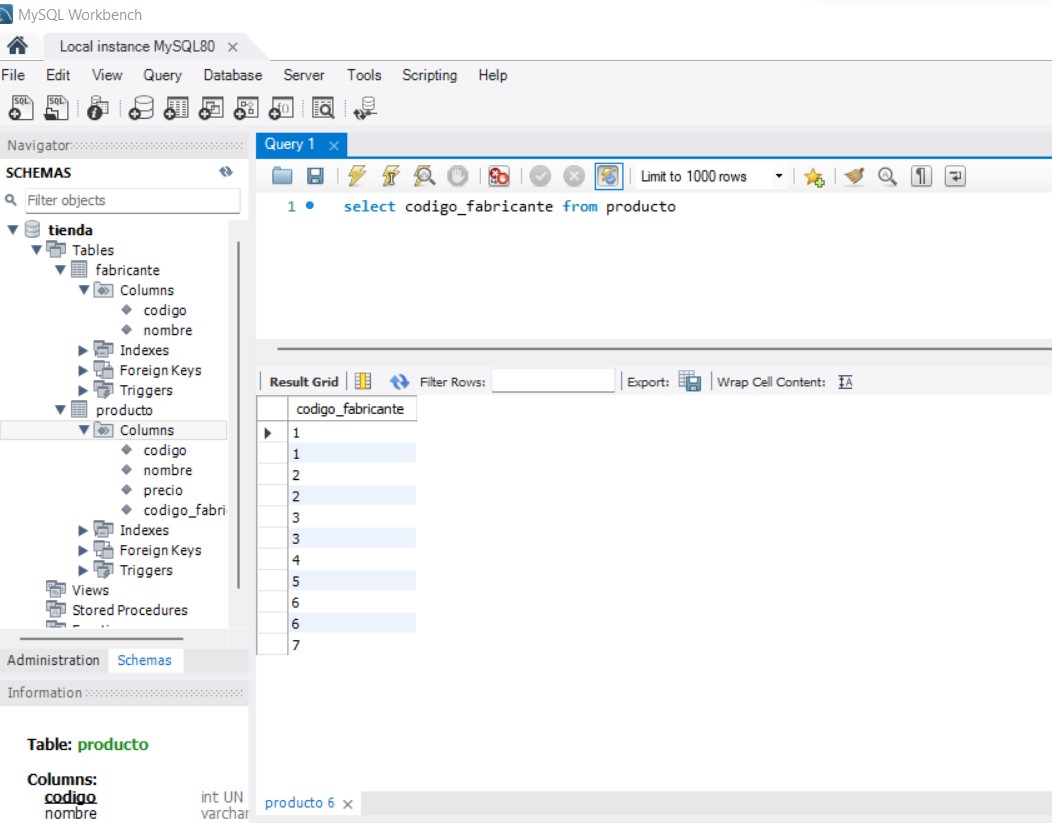 MySQL Workbench
Local instance MySQL80
File Edit View Query Database Server Tools Scripting Help
Navigator
SCHEMAS
Filter objects
tienda
Tables
fabricante
Columns
codigo
nombre
Indexes
Foreign Keys
Triggers
producto
Columns
codigo
nombre
precio
codigo_fabri
Indexes
Foreign Keys
Triggers
Views
Stored Procedures
Administration Schemas
Information
Table: producto
Columns:
codigo int UN
nombre varchar
Query 1
Limit to 1000 rows
1 select codigo_fabricante from producto
Result Grid Filter Rows: Export: Wrap Cell Content:
codigo_fabricante
1
1
2
2
3
3
4
5
6
6
7
producto 6